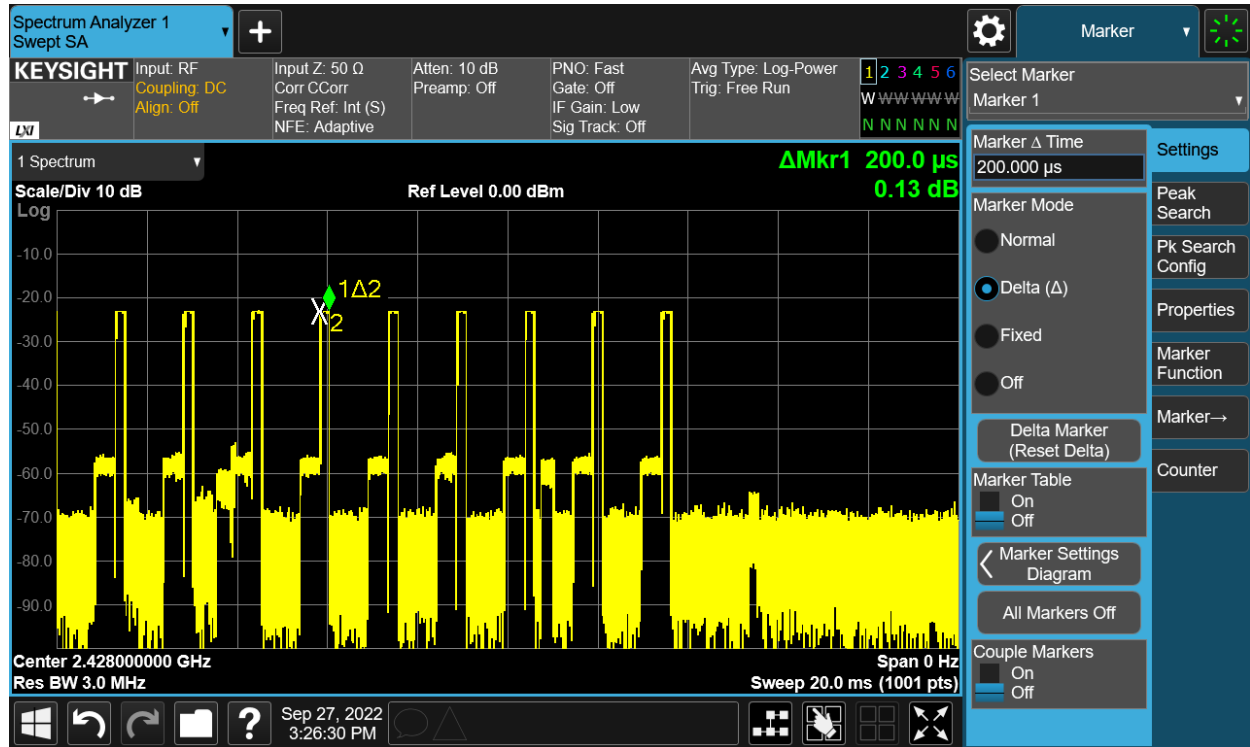 Spectrum Analyzer 1
Swept SA
Marker
KEYSIGHT
LXI
Input: RF
Coupling: DC
Align: Off
Input Z: 50 Ω
Corr CCorr
Freq Ref: Int (S)
NFE: Adaptive
Atten: 10 dB
Preamp: Off
PNO: Fast
Gate: Off
IF Gain: Low
Sig Track: Off
Avg Type: Log-Power
Trig: Free Run
1 2 3 4 5 6
W W W W W W
N N N N N N
Select Marker
Marker 1
1 Spectrum
ΔMkr1 200.0 µs
0.13 dB
Scale/Div 10 dB
Ref Level 0.00 dBm
Log
-10.0
-20.0
-30.0
-40.0
-50.0
-60.0
-70.0
-80.0
-90.0
1Δ2
2
Center 2.428000000 GHz
Span 0 Hz
Res BW 3.0 MHz
Sweep 20.0 ms (1001 pts)
Marker Δ Time
200.000 µs
Marker Mode
Normal
Delta (Δ)
Fixed
Off
Delta Marker
(Reset Delta)
Marker Table
On
Off
Marker Settings
Diagram
All Markers Off
Couple Markers
On
Off
Settings
Peak
Search
Pk Search
Config
Properties
Marker
Function
Marker→
Counter
?
Sep 27, 2022
3:26:30 PM